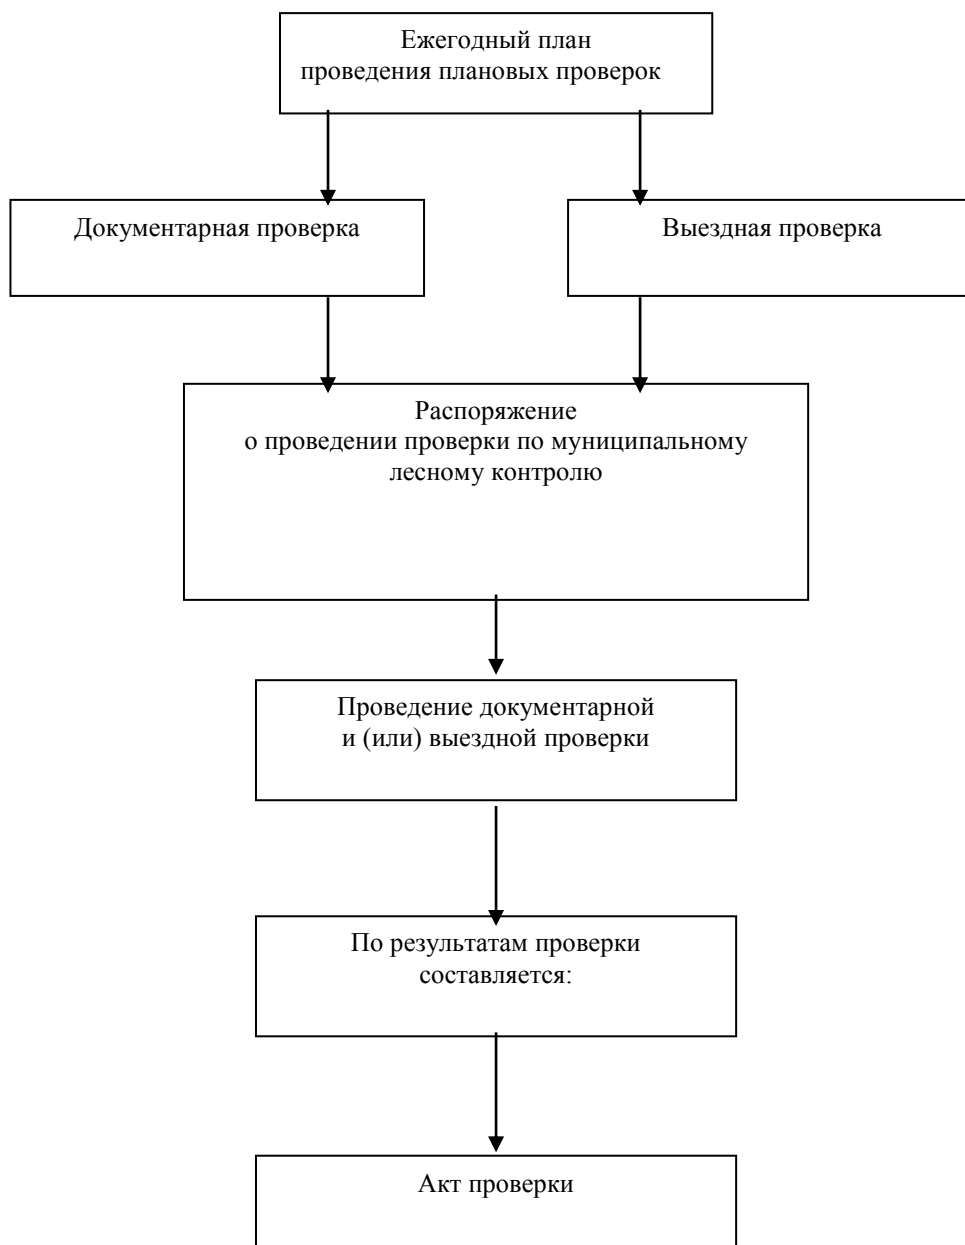 Ежегодный план
проведения плановых проверок
Документарная проверка
Выездная проверка
Распоряжение
о проведении проверки по муниципальному
лесному контролю
Проведение документарной
и (или) выездной проверки
По результатам проверки
составляется:
Акт проверки